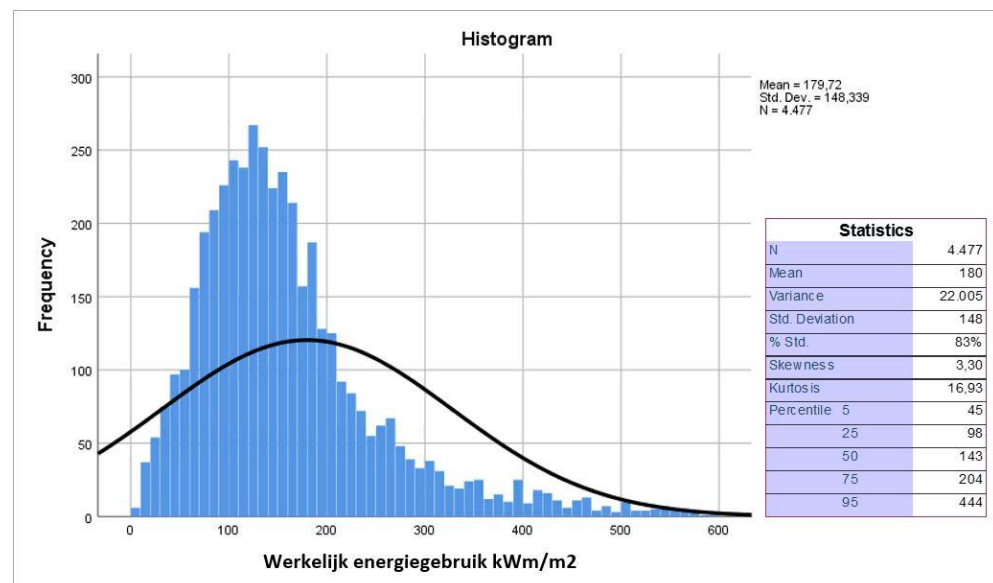 Histogram
Mean = 179,72
Std. Dev. = 148,339
N = 4.477
Frequency
300
250
200
150
100
50
0
0 100 200 300 400 500 600
Werkelijk energiegebruik kWm/m2
Statistics
N 4.477
Mean 180
Variance 22.005
Std. Deviation 148
% Std. 83%
Skewness 3,30
Kurtosis 16,93
Percentile 5 45
25 98
50 143
75 204
95 444